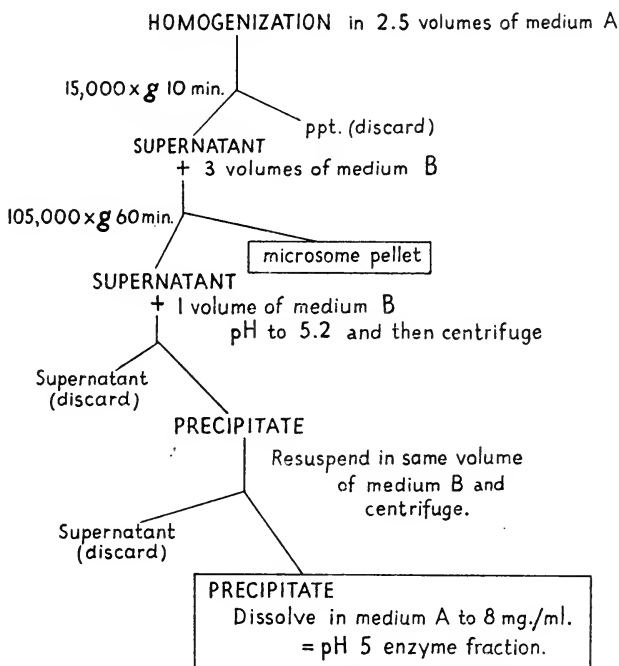 HOMOGENIZATION in 2.5 volumes of medium A
15,000 x g 10 min.
ppt. (discard)
SUPERNATANT
+ 3 volumes of medium B
105,000 x g 60 min.
microsome pellet
SUPERNATANT
+ 1 volume of medium B
pH to 5.2 and then centrifuge
Supernatant
(discard)
PRECIPITATE
Resuspend in same volume
of medium B and
centrifuge.
Supernatant
(discard)
PRECIPITATE
Dissolve in medium A to 8 mg./ml.
= pH 5 enzyme fraction.